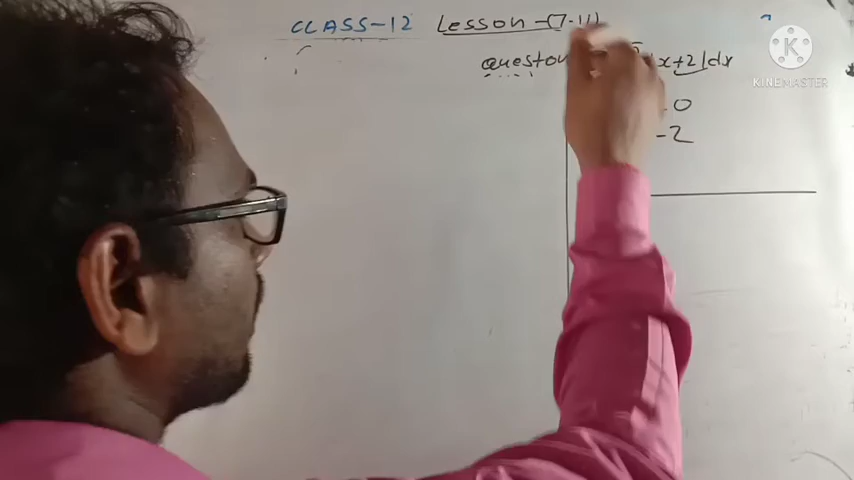 CLASS-12 Lesson-(7.11)
question x+2|dx
0
-2
KINEMASTER